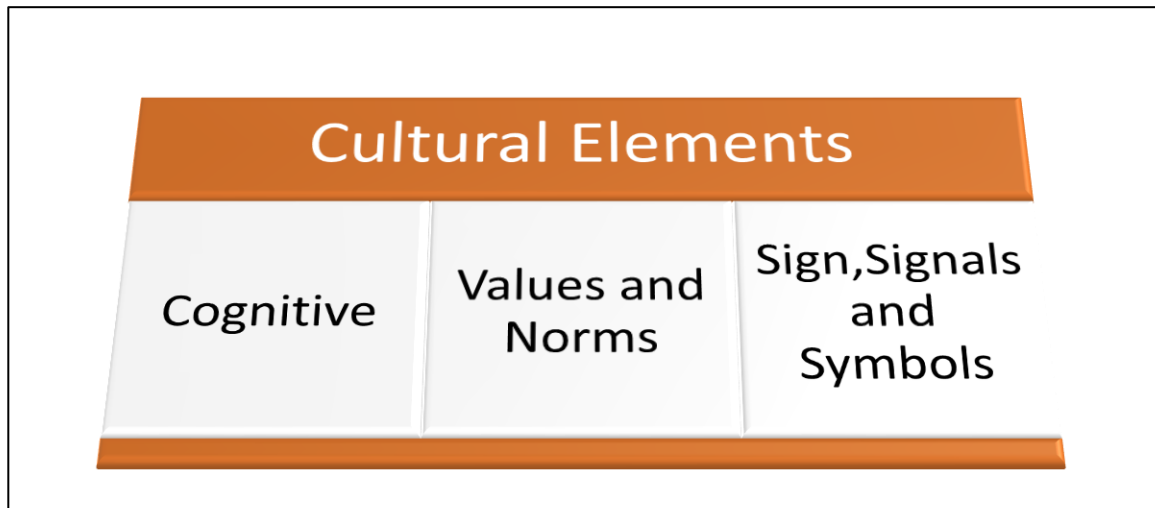 Cultural Elements
Cognitive
Values and
Norms
Sign,Signals
and
Symbols